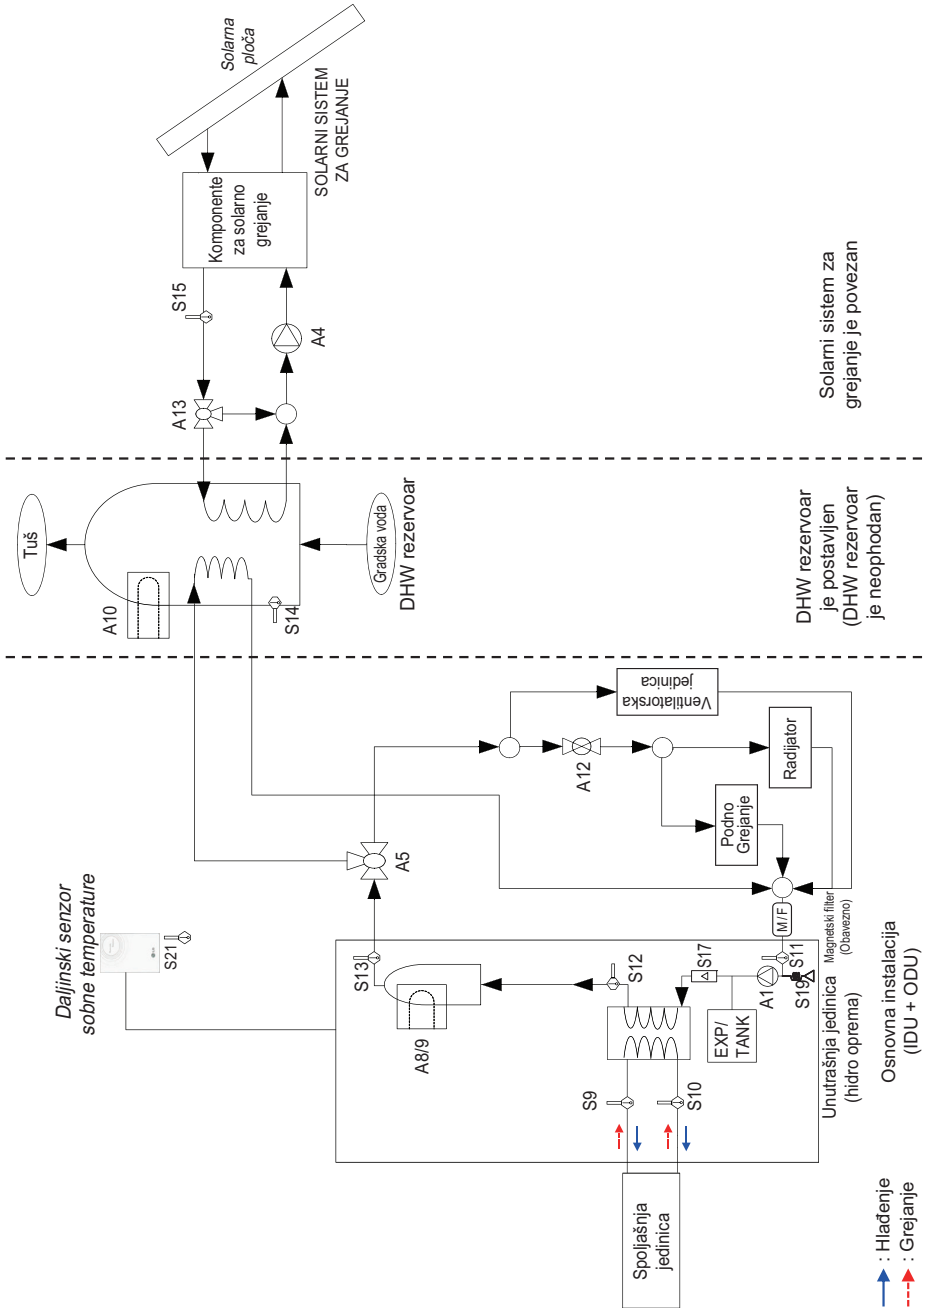 Spoljašnja
jedinica
: Hlađenje
: Grejanje
Daljinski senzor
sobne temperature
S21
S13
A8/9
S12
S9
S10
EXP/
TANK
S17
A1
S11
S19
M / F
Magnetski filter
(Obavezno)
Unutrašnja jedinica
(hidro oprema)
Osnovna instalacija
(IDU + ODU)
A5
A12
Podno
Grejanje
Radijator
Ventilatorska
jedinica
Tuš
A10
S14
Gradska voda
DHW rezervoar
DHW rezervoar
je postavljen
(DHW rezervoar
je neophodan)
A13
S15
A4
Komponente
za solarno
grejanje
Solarna
ploča
SOLARNI SISTEM
ZA GREJANJE
Solarni sistem za
grejanje je povezan